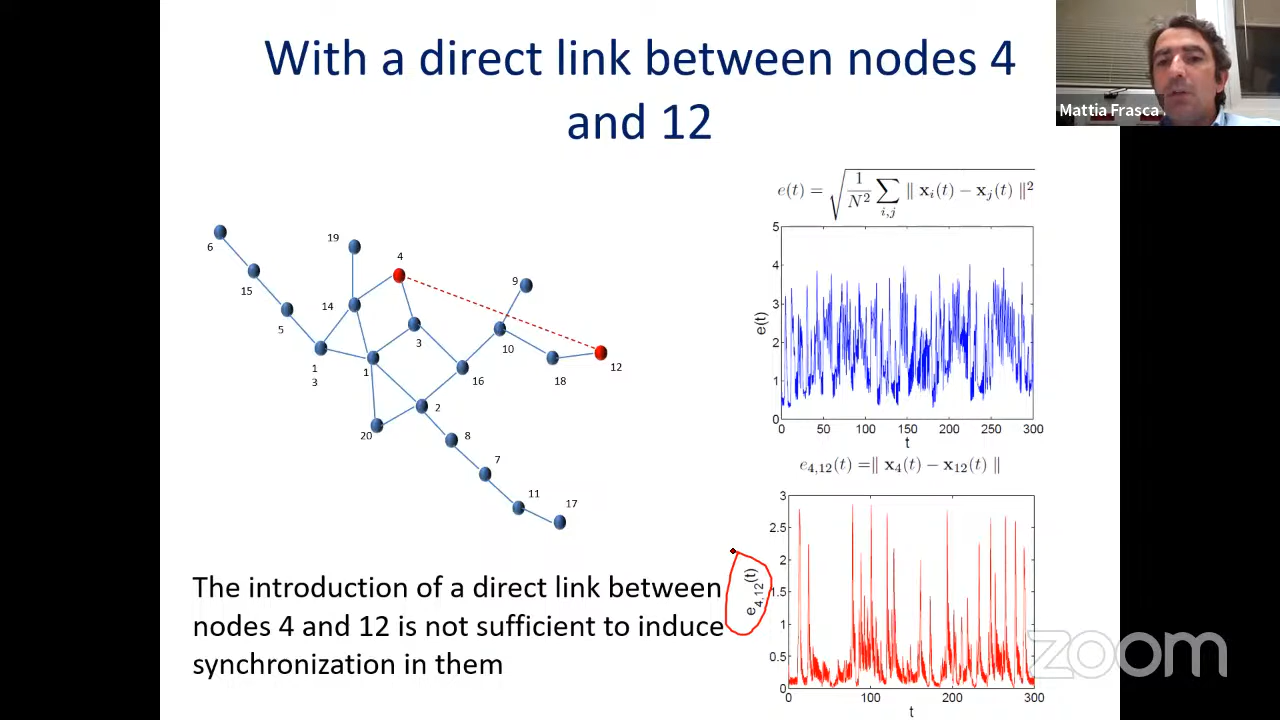 With a direct link between nodes 4
and 12
Mattia Frasca
e(t) = √(1/N² ∑_{i,j} ‖ x_i(t) − x_j(t) ‖²)
5
4
3
2
1
0
e(t)
0 50 100 150 200 250 300
t
6
15
5
1
3
19
14
4
3
1
2
20
16
9
10
18
12
8
7
11
17
e_{4,12}(t) =‖ x_4(t) − x_{12}(t) ‖
3
2.5
2
1.5
1
0.5
0
e_{4,12}(t)
0 100 200 300
t
The introduction of a direct link between
nodes 4 and 12 is not sufficient to induce
synchronization in them
zoom